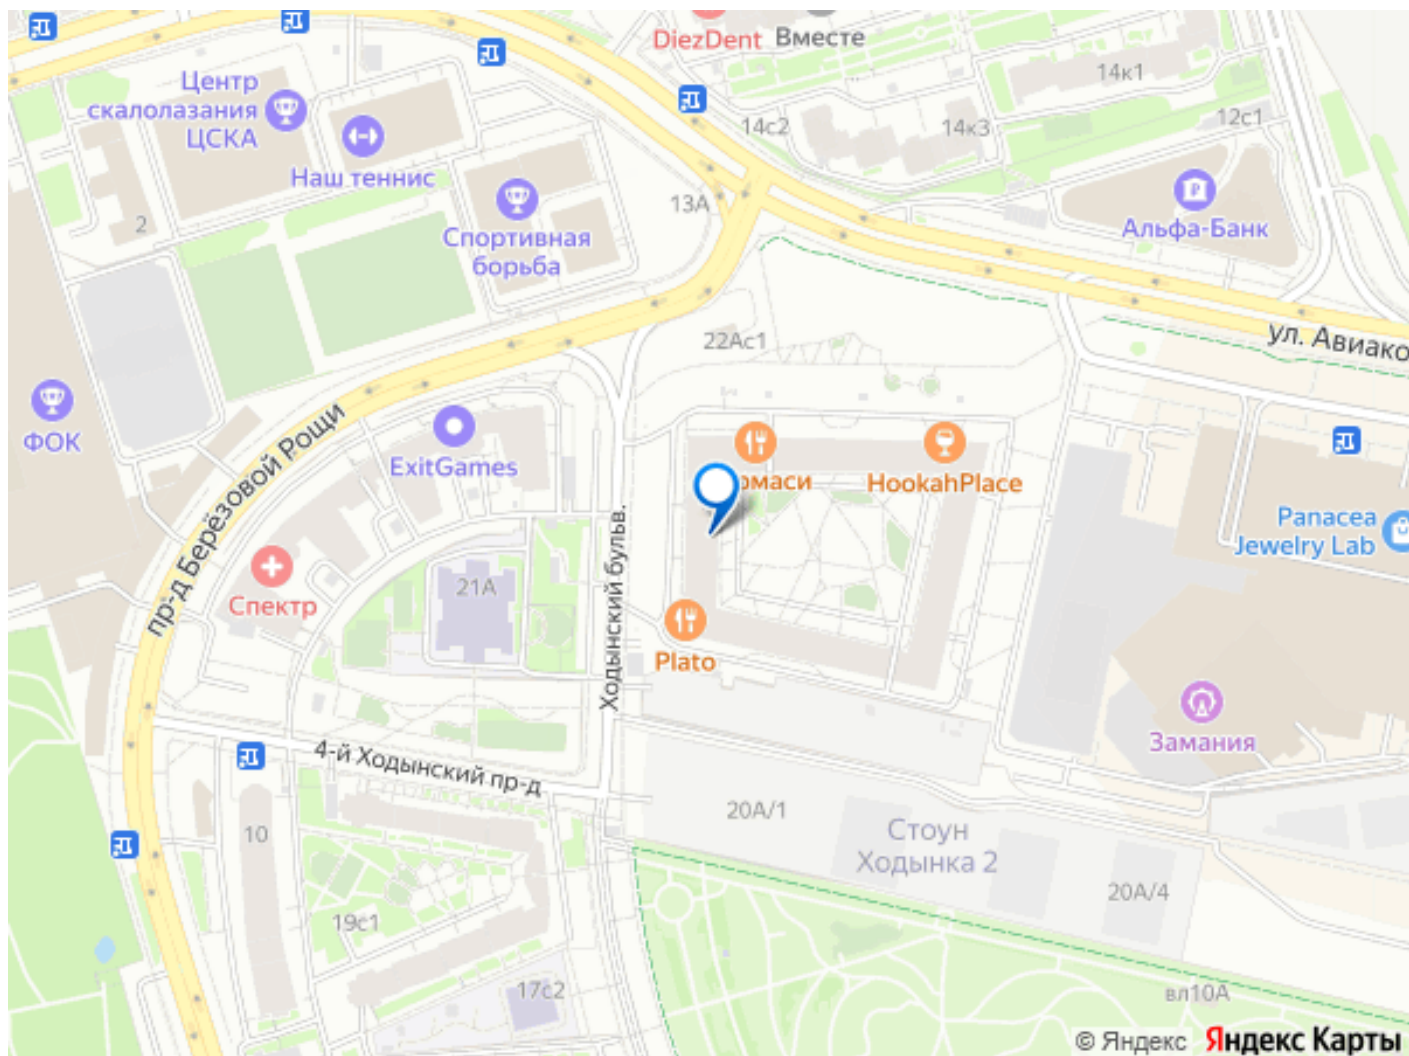 DiezDent
Вместе
Центр
скалолазания
ЦСКА
14к1
14с2
14к3
12с1
Наш теннис
13А
2
Спортивная
борьба
Альфа-Банк
22Ас1
ул. Авиако
ФОК
пр-д Берёзовой Рощи
ExitGames
рмаси
HookahPlace
Ходынский бульв.
Panacea
Jewelry Lab
21А
Спектр
Plato
Замания
4-й Ходынский пр-д
20А/1
Стоун
Ходынка 2
10
20А/4
19с1
17с2
вл10А
© Яндекс Яндекс Карты